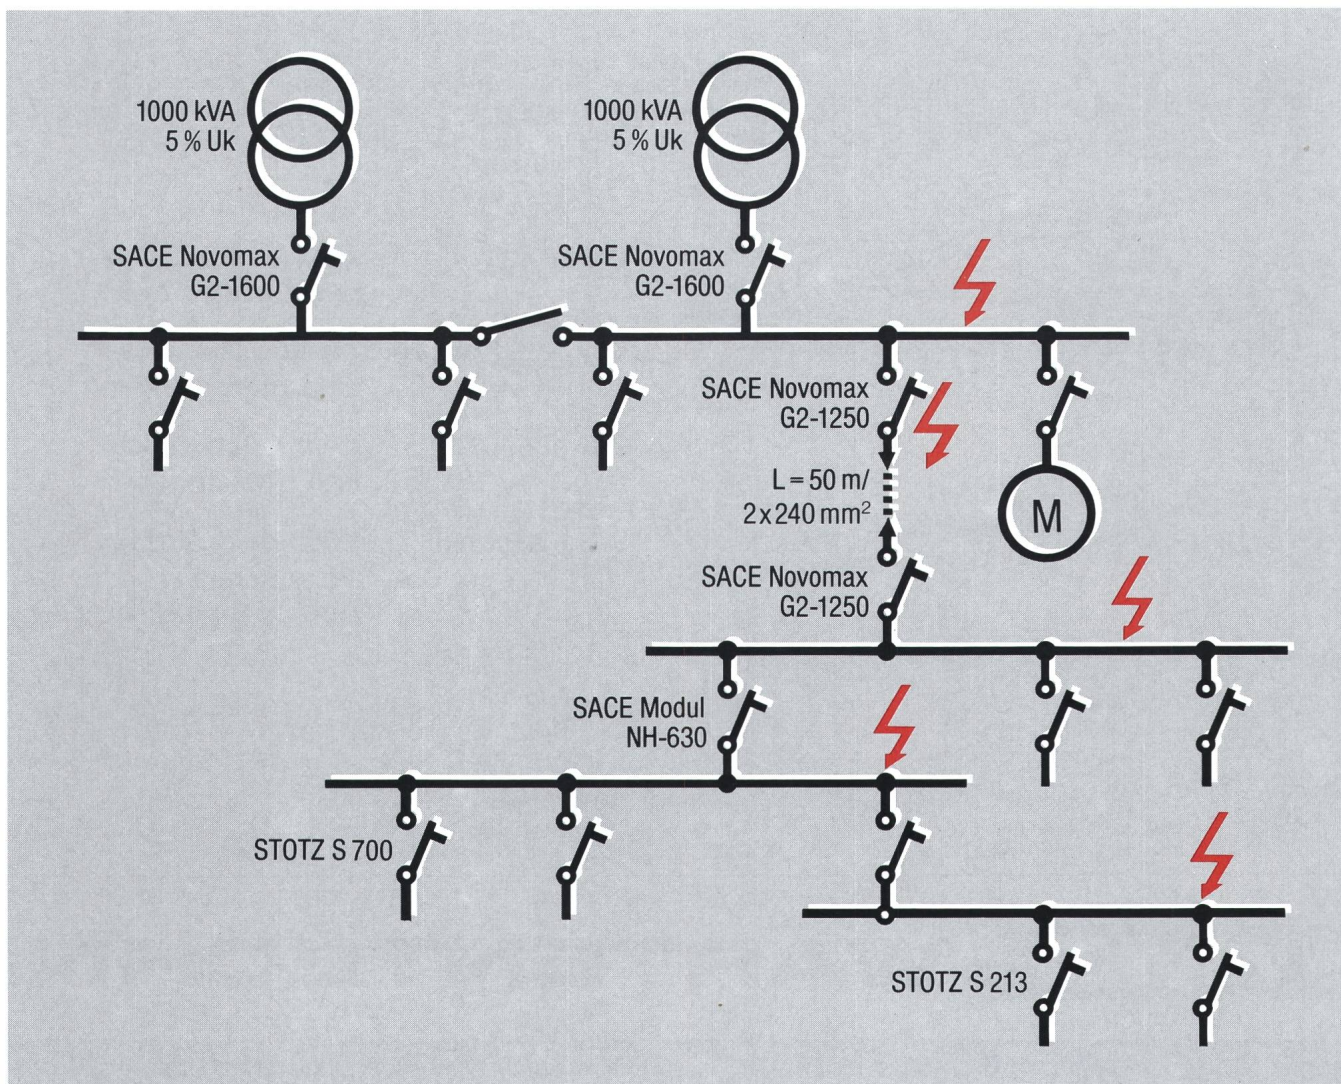 1000 kVA
5 % Uk
1000 kVA
5 % Uk
SACE Novomax
G2-1600
SACE Novomax
G2-1600
SACE Novomax
G2-1250
L = 50 m/
2 x 240 mm²
M
SACE Novomax
G2-1250
SACE Modul
NH-630
STOTZ S 700
STOTZ S 213